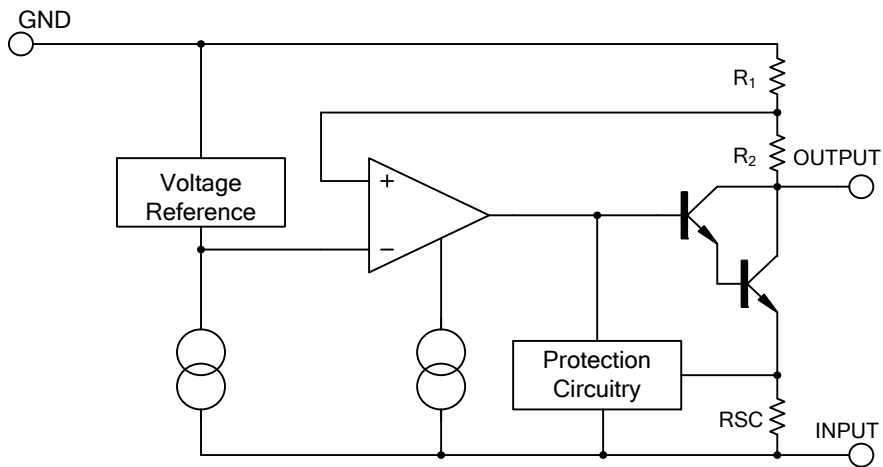 GND
R1
R2
OUTPUT
Voltage
Reference
+
−
Protection
Circuitry
RSC
INPUT